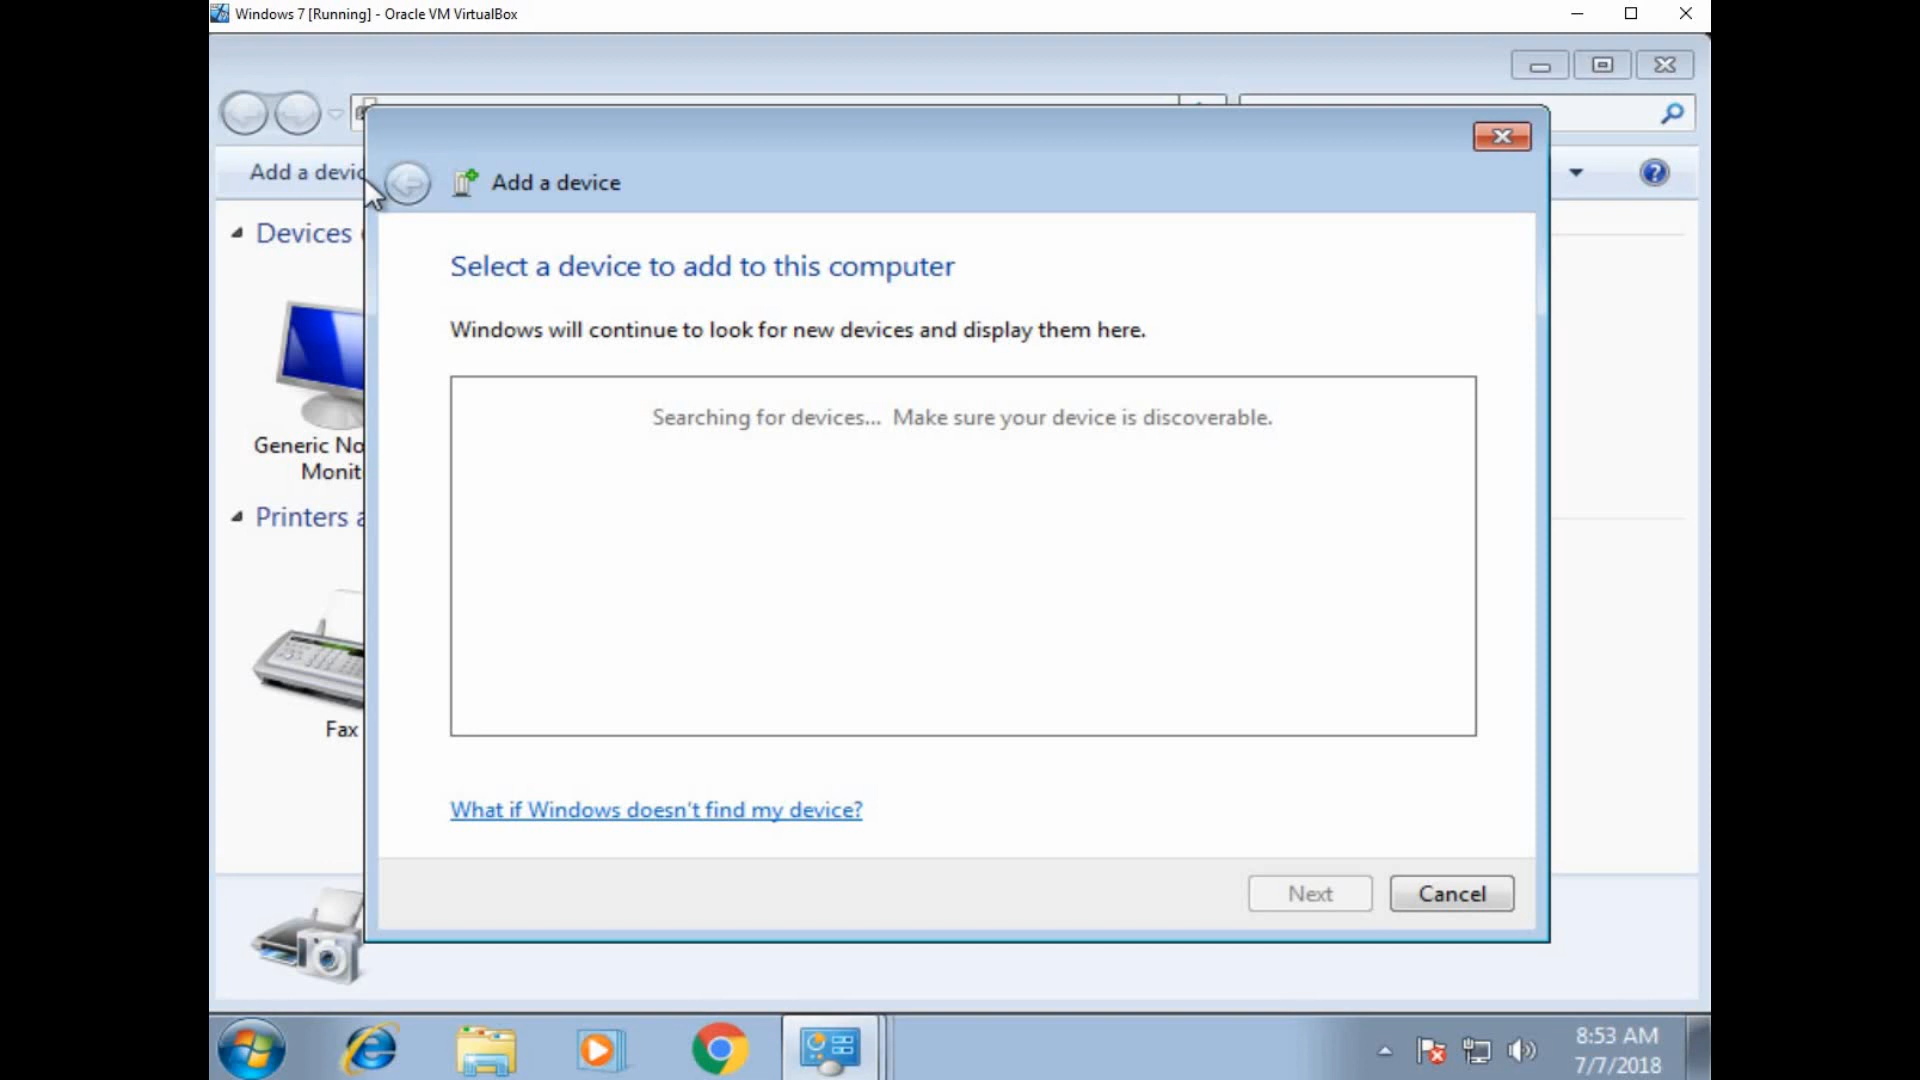 Windows 7 [Running] - Oracle VM VirtualBox
Add a device
Select a device to add to this computer
Windows will continue to look for new devices and display them here.
Searching for devices... Make sure your device is discoverable.
What if Windows doesn't find my device?
Next
Cancel
Add a devic
Devices
Generic No
Monit
Printers a
Fax
8:53 AM
7/7/2018